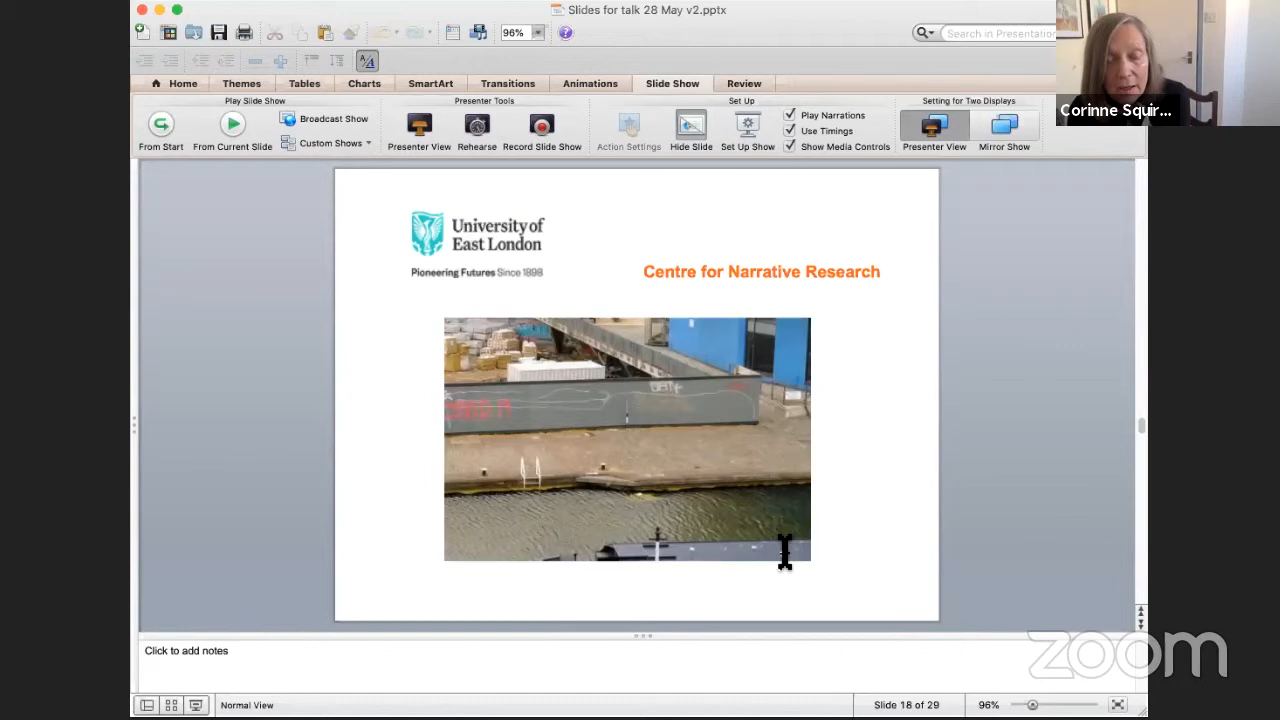 Slides for talk 28 May v2.pptx
96%
Search in Presentation
Home Themes Tables Charts SmartArt Transitions Animations Slide Show Review
Play Slide Show Presenter Tools Set Up Setting for Two Displays
From Start From Current Slide Broadcast Show Custom Shows Presenter View Rehearse Record Slide Show Action Settings Hide Slide Set Up Show Play Narrations Use Timings Show Media Controls Presenter View Mirror Show
Corinne Squir...
University of
East London
Pioneering Futures Since 1898
Centre for Narrative Research
Click to add notes
zoom
Normal View Slide 18 of 29 96%